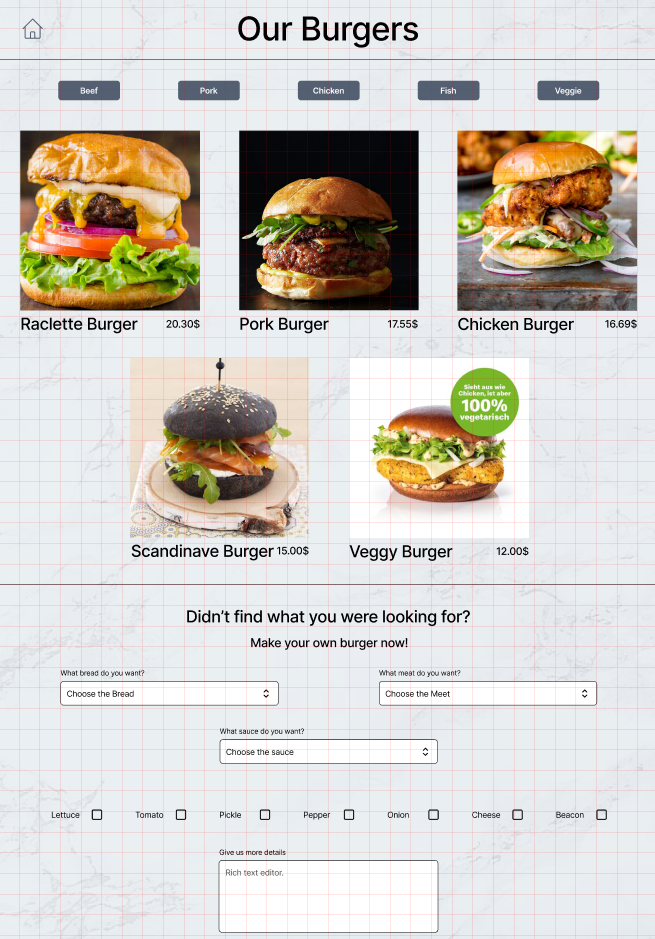 Our Burgers
Beef
Pork
Chicken
Fish
Veggie
Raclette Burger 20.30$
Pork Burger 17.55$
Chicken Burger 16.69$
Sieht aus wie
Chicken, ist aber
100%
vegetarisch
Scandinave Burger 15.00$
Veggy Burger 12.00$
Didn't find what you were looking for?
Make your own burger now!
What bread do you want?
Choose the Bread
What meat do you want?
Choose the Meet
What sauce do you want?
Choose the sauce
Lettuce
Tomato
Pickle
Pepper
Onion
Cheese
Beacon
Give us more details
Rich text editor.